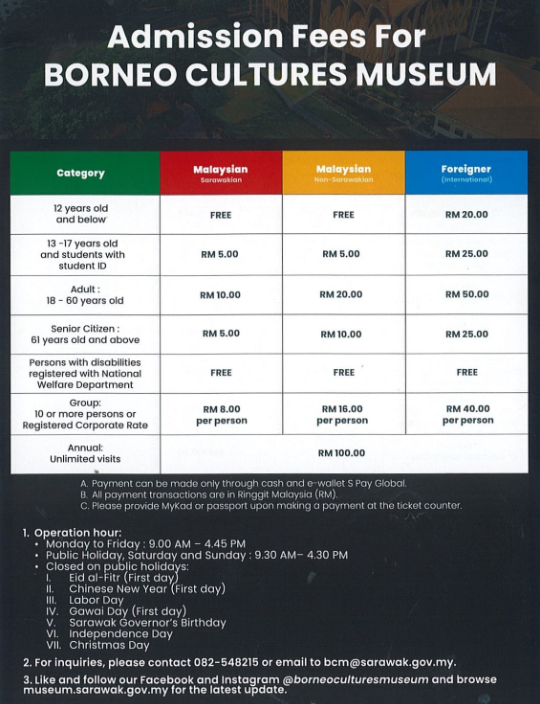 Admission Fees For
BORNEO CULTURES MUSEUM
Category
Malaysian
Sarawakian
Malaysian
Non-Sarawakian
Foreigner
(International)
12 years old
and below
FREE
FREE
RM 20.00
13 -17 years old
and students with
student ID
RM 5.00
RM 5.00
RM 25.00
Adult :
18 - 60 years old
RM 10.00
RM 20.00
RM 50.00
Senior Citizen :
61 years old and above
RM 5.00
RM 10.00
RM 25.00
Persons with disabilities
registered with National
Welfare Department
FREE
FREE
FREE
Group:
10 or more persons or
Registered Corporate Rate
RM 8.00
per person
RM 16.00
per person
RM 40.00
per person
Annual:
Unlimited visits
RM 100.00
A. Payment can be made only through cash and e-wallet S Pay Global.
B. All payment transactions are in Ringgit Malaysia (RM).
C. Please provide MyKad or passport upon making a payment at the ticket counter.
1. Operation hour:
• Monday to Friday : 9.00 AM – 4.45 PM
• Public Holiday, Saturday and Sunday : 9.30 AM– 4.30 PM
• Closed on public holidays:
I. Eid al-Fitr (First day)
II. Chinese New Year (First day)
III. Labor Day
IV. Gawai Day (First day)
V. Sarawak Governor's Birthday
VI. Independence Day
VII. Christmas Day
2. For inquiries, please contact 082-548215 or email to bcm@sarawak.gov.my.
3. Like and follow our Facebook and Instagram @borneoculturesmuseum and browse
museum.sarawak.gov.my for the latest update.